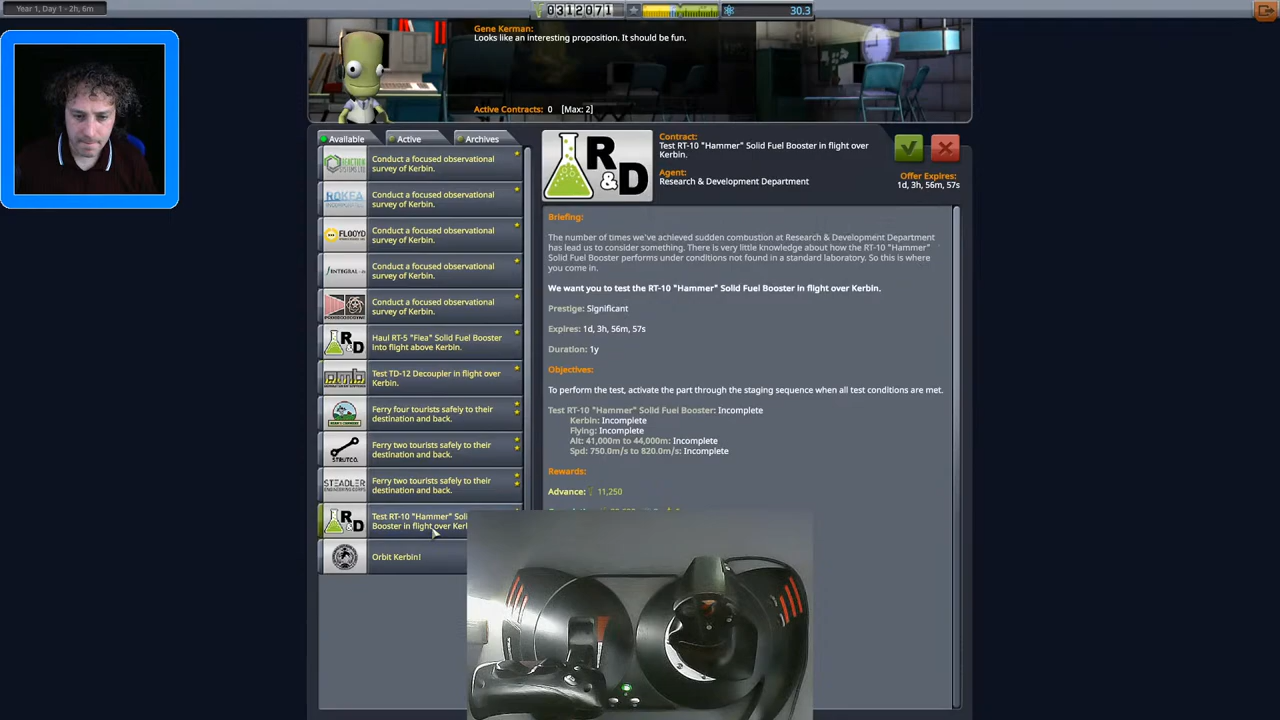 Year 1, Day 1 - 2h, 6m
0312071
30.3
Gene Kerman:
Looks like an interesting proposition. It should be fun.
Active Contracts: 0 [Max: 2]
Available
Active
Archives
Conduct a focused observational
survey of Kerbin.
Conduct a focused observational
survey of Kerbin.
Conduct a focused observational
survey of Kerbin.
Conduct a focused observational
survey of Kerbin.
Conduct a focused observational
survey of Kerbin.
Haul RT-5 "Flea" Solid Fuel Booster
into flight above Kerbin.
Test TD-12 Decoupler in flight over
Kerbin.
Ferry four tourists safely to their
destination and back.
Ferry two tourists safely to their
destination and back.
Ferry two tourists safely to their
destination and back.
Test RT-10 "Hammer" Soli
Booster in flight over Kerl
Orbit Kerbin!
ROKEA
FLOOYD
INTEGRAL
R&D
STRUTCO.
STEADLER
ENGINEERING CORPS
R&D
R&D
Contract:
Test RT-10 "Hammer" Solid Fuel Booster in flight over
Kerbin.
Agent:
Research & Development Department
Offer Expires:
1d, 3h, 56m, 57s
Briefing:
The number of times we've achieved sudden combustion at Research & Development Department
has lead us to consider something. There is very little knowledge about how the RT-10 "Hammer"
Solid Fuel Booster performs under conditions not found in a standard laboratory. So this is where
you come in.
We want you to test the RT-10 "Hammer" Solid Fuel Booster in flight over Kerbin.
Prestige: Significant
Expires: 1d, 3h, 56m, 57s
Duration: 1y
Objectives:
To perform the test, activate the part through the staging sequence when all test conditions are met.
Test RT-10 "Hammer" Solid Fuel Booster: Incomplete
Kerbin: Incomplete
Flying: Incomplete
Alt: 41,000m to 44,000m: Incomplete
Spd: 750.0m/s to 820.0m/s: Incomplete
Rewards:
Advance: 11,250